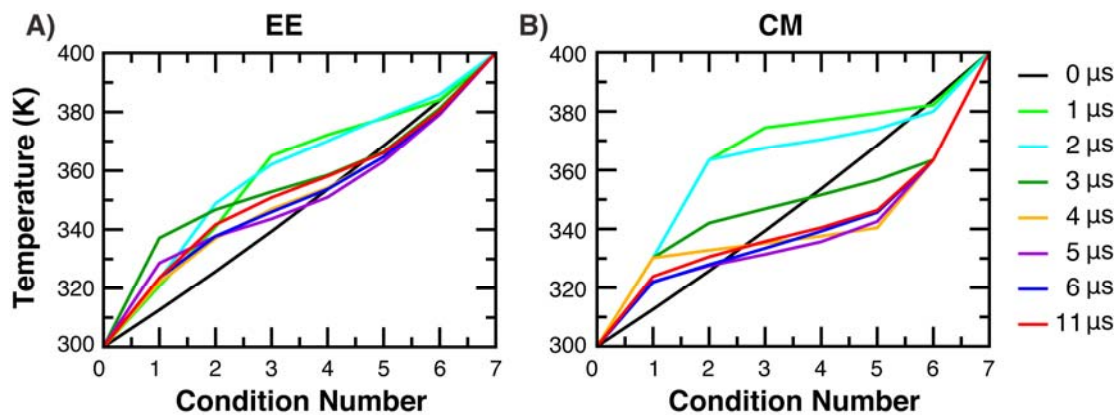 A) EE
B) CM
Temperature (K)
400
380
360
340
320
300
0 1 2 3 4 5 6 7
Condition Number
400
380
360
340
320
300
0 1 2 3 4 5 6 7
Condition Number
0 µs
1 µs
2 µs
3 µs
4 µs
5 µs
6 µs
11 µs